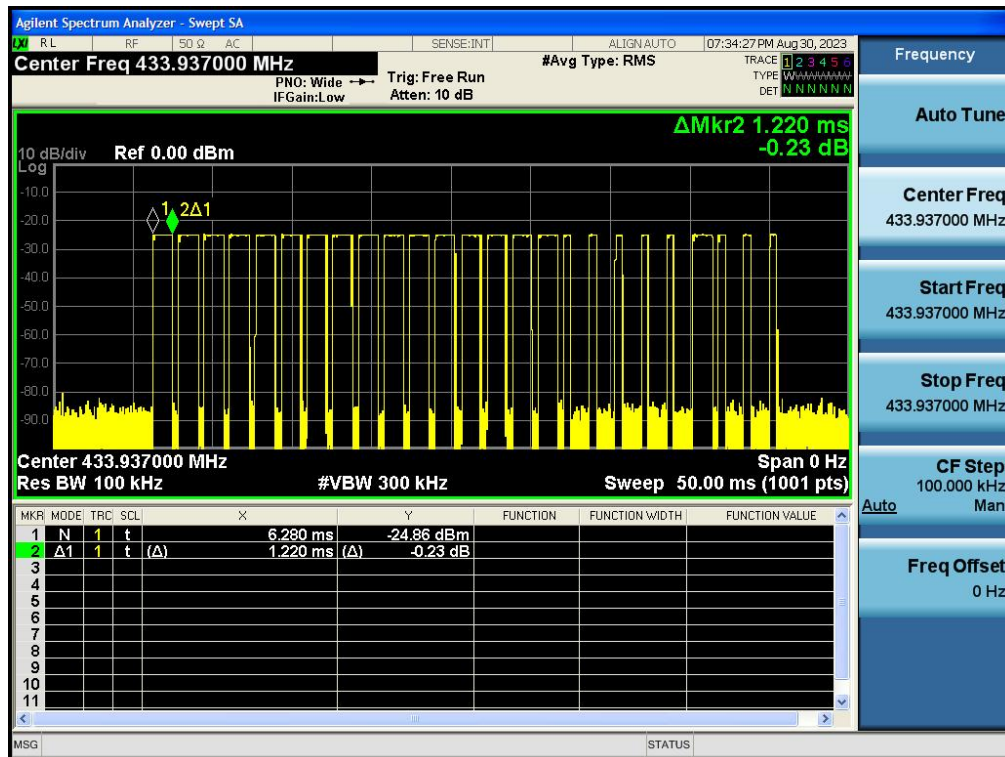 Agilent Spectrum Analyzer - Swept SA
LXI RL RF 50 Ω AC SENSE:INT ALIGN AUTO 07:34:27 PM Aug 30, 2023
Center Freq 433.937000 MHz
#Avg Type: RMS
TRACE 1 2 3 4 5 6
PNO: Wide
Trig: Free Run
TYPE WWWWWW
IFGain:Low
Atten: 10 dB
DET N N N N N N
ΔMkr2 1.220 ms
-0.23 dB
10 dB/div Ref 0.00 dBm
Log
-10.0
-20.0
1 2Δ1
-30.0
-40.0
-50.0
-60.0
-70.0
-80.0
-90.0
Center 433.937000 MHz Span 0 Hz
Res BW 100 kHz #VBW 300 kHz Sweep 50.00 ms (1001 pts)
MKR MODE TRC SCL X Y FUNCTION FUNCTION WIDTH FUNCTION VALUE
1 N 1 t 6.280 ms -24.86 dBm
2 Δ1 1 t (Δ) 1.220 ms (Δ) -0.23 dB
3
4
5
6
7
8
9
10
11
MSG STATUS
Frequency
Auto Tune
Center Freq
433.937000 MHz
Start Freq
433.937000 MHz
Stop Freq
433.937000 MHz
CF Step
100.000 kHz
Auto Man
Freq Offset
0 Hz